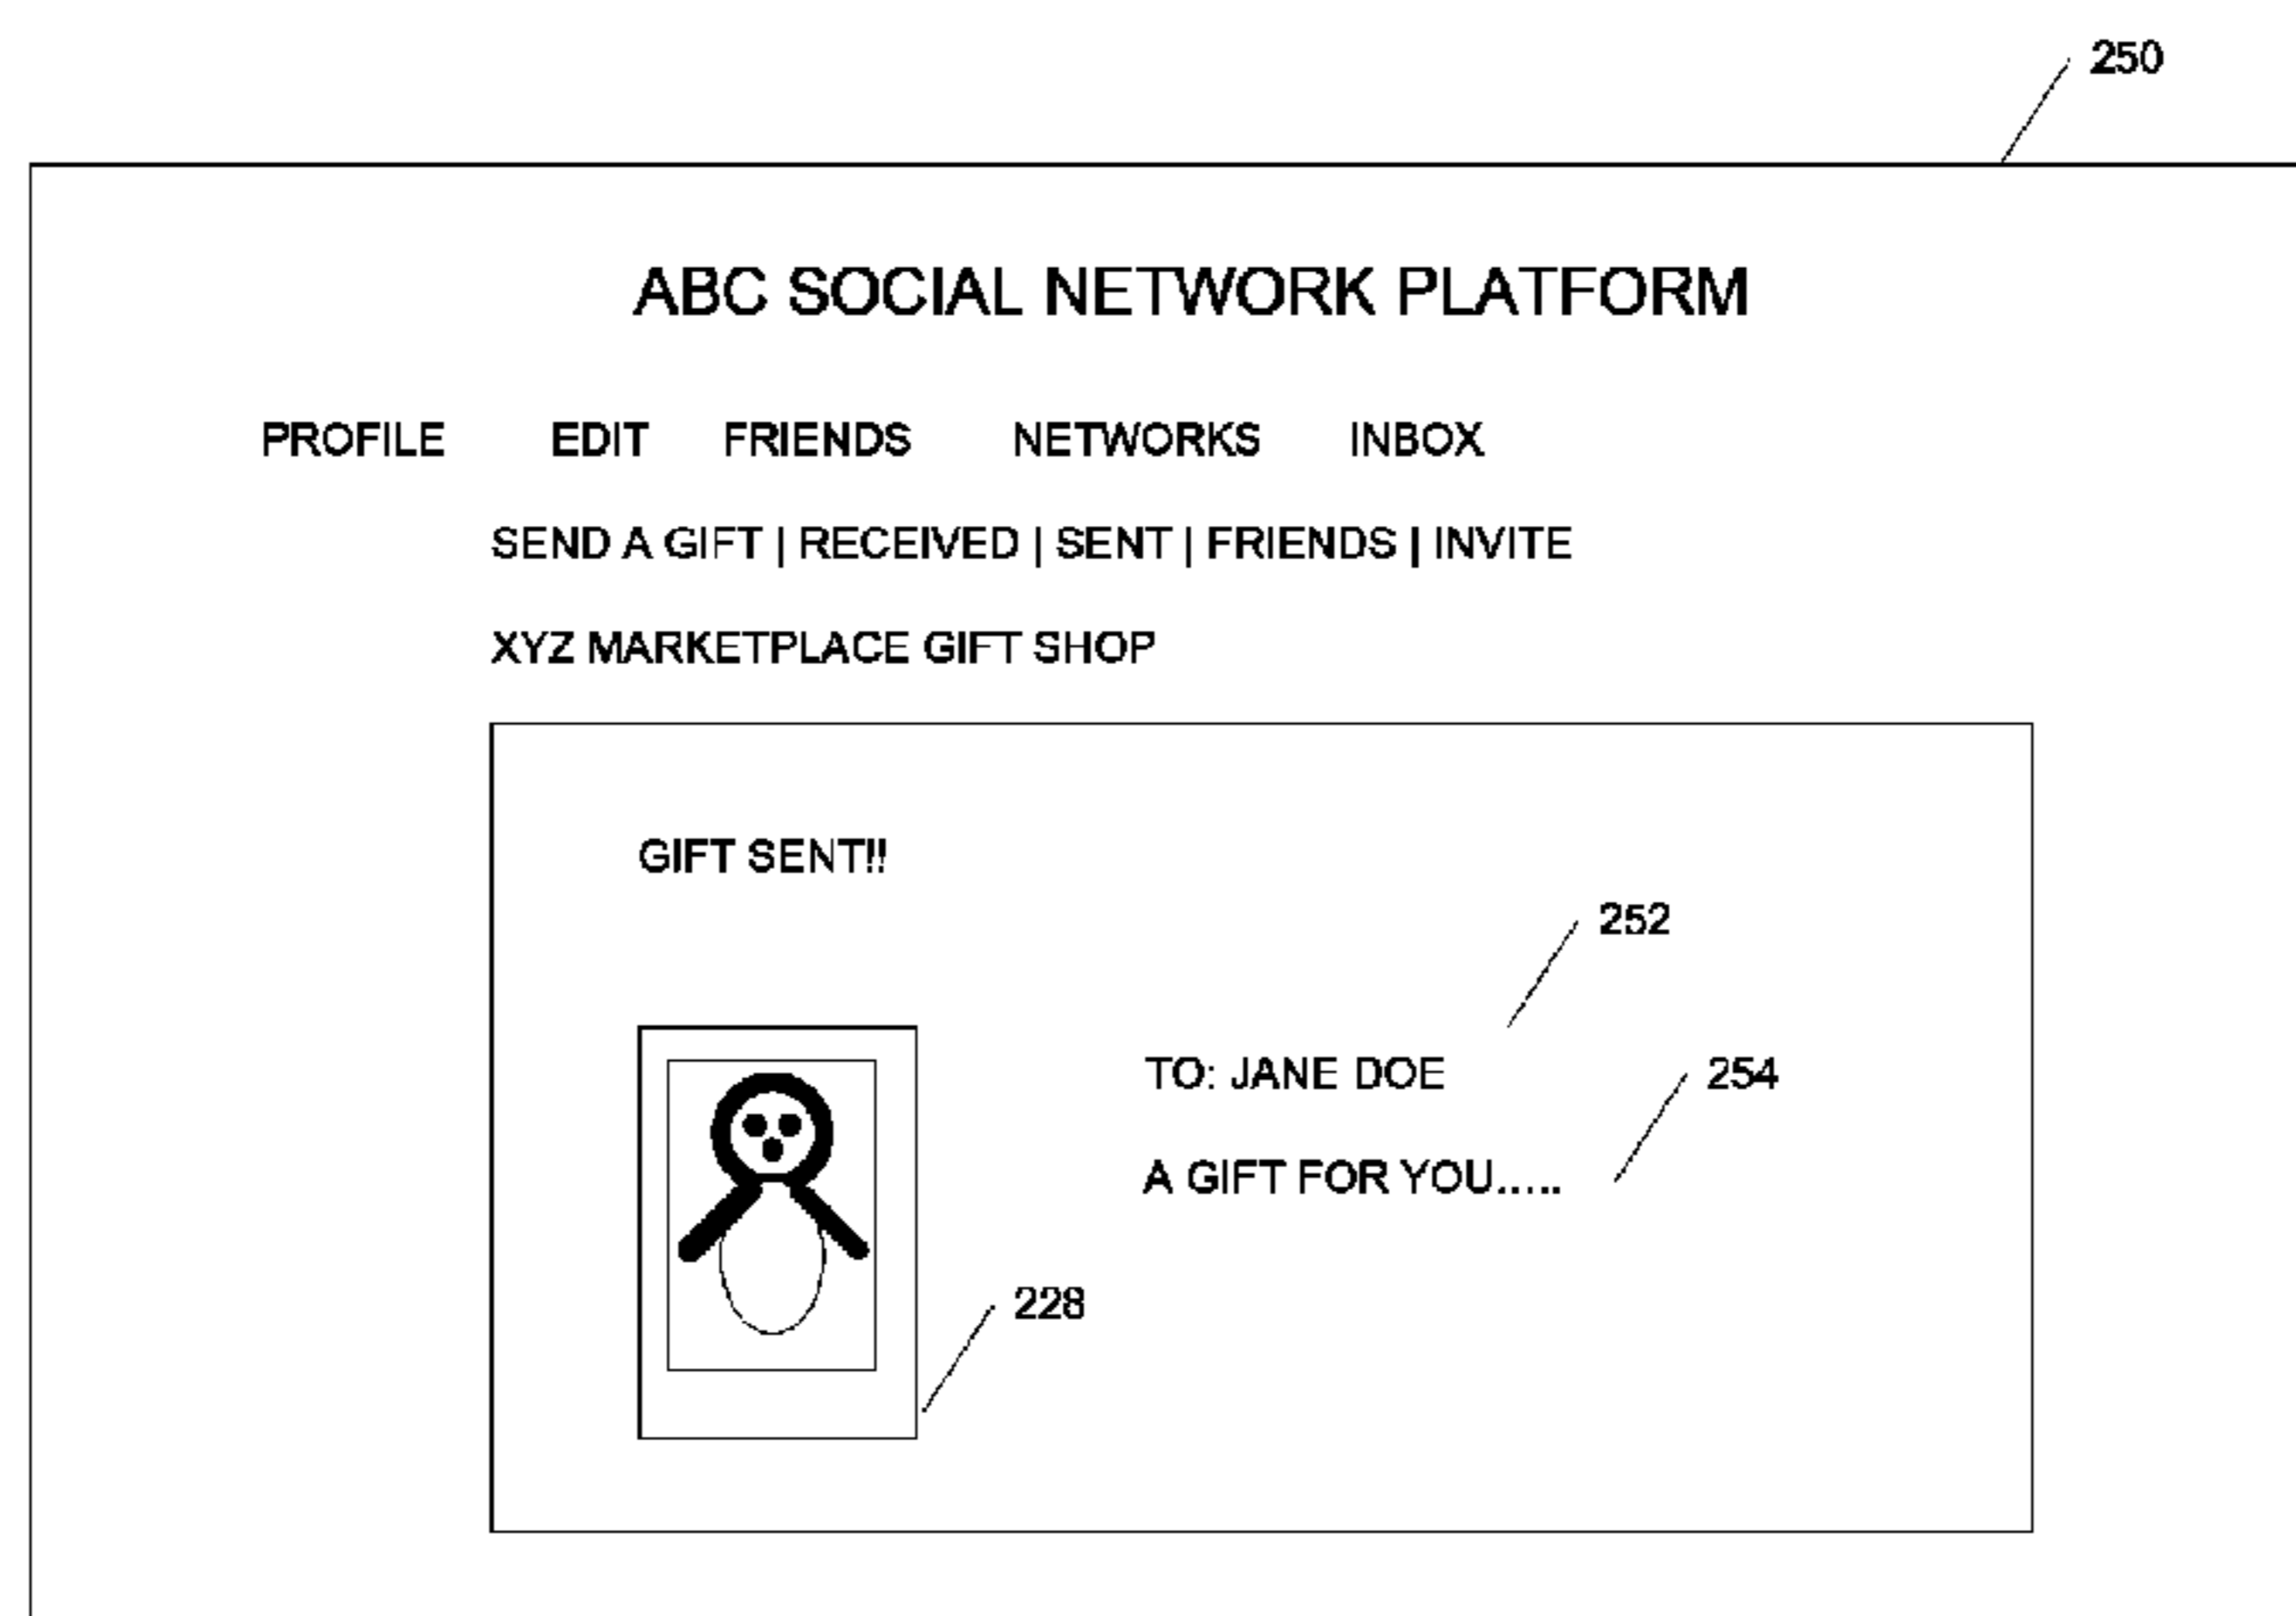 250
ABC SOCIAL NETWORK PLATFORM
PROFILE EDIT FRIENDS NETWORKS INBOX
SEND A GIFT | RECEIVED | SENT | FRIENDS | INVITE
XYZ MARKETPLACE GIFT SHOP
GIFT SENT!!
252
TO: JANE DOE
254
A GIFT FOR YOU.....
228